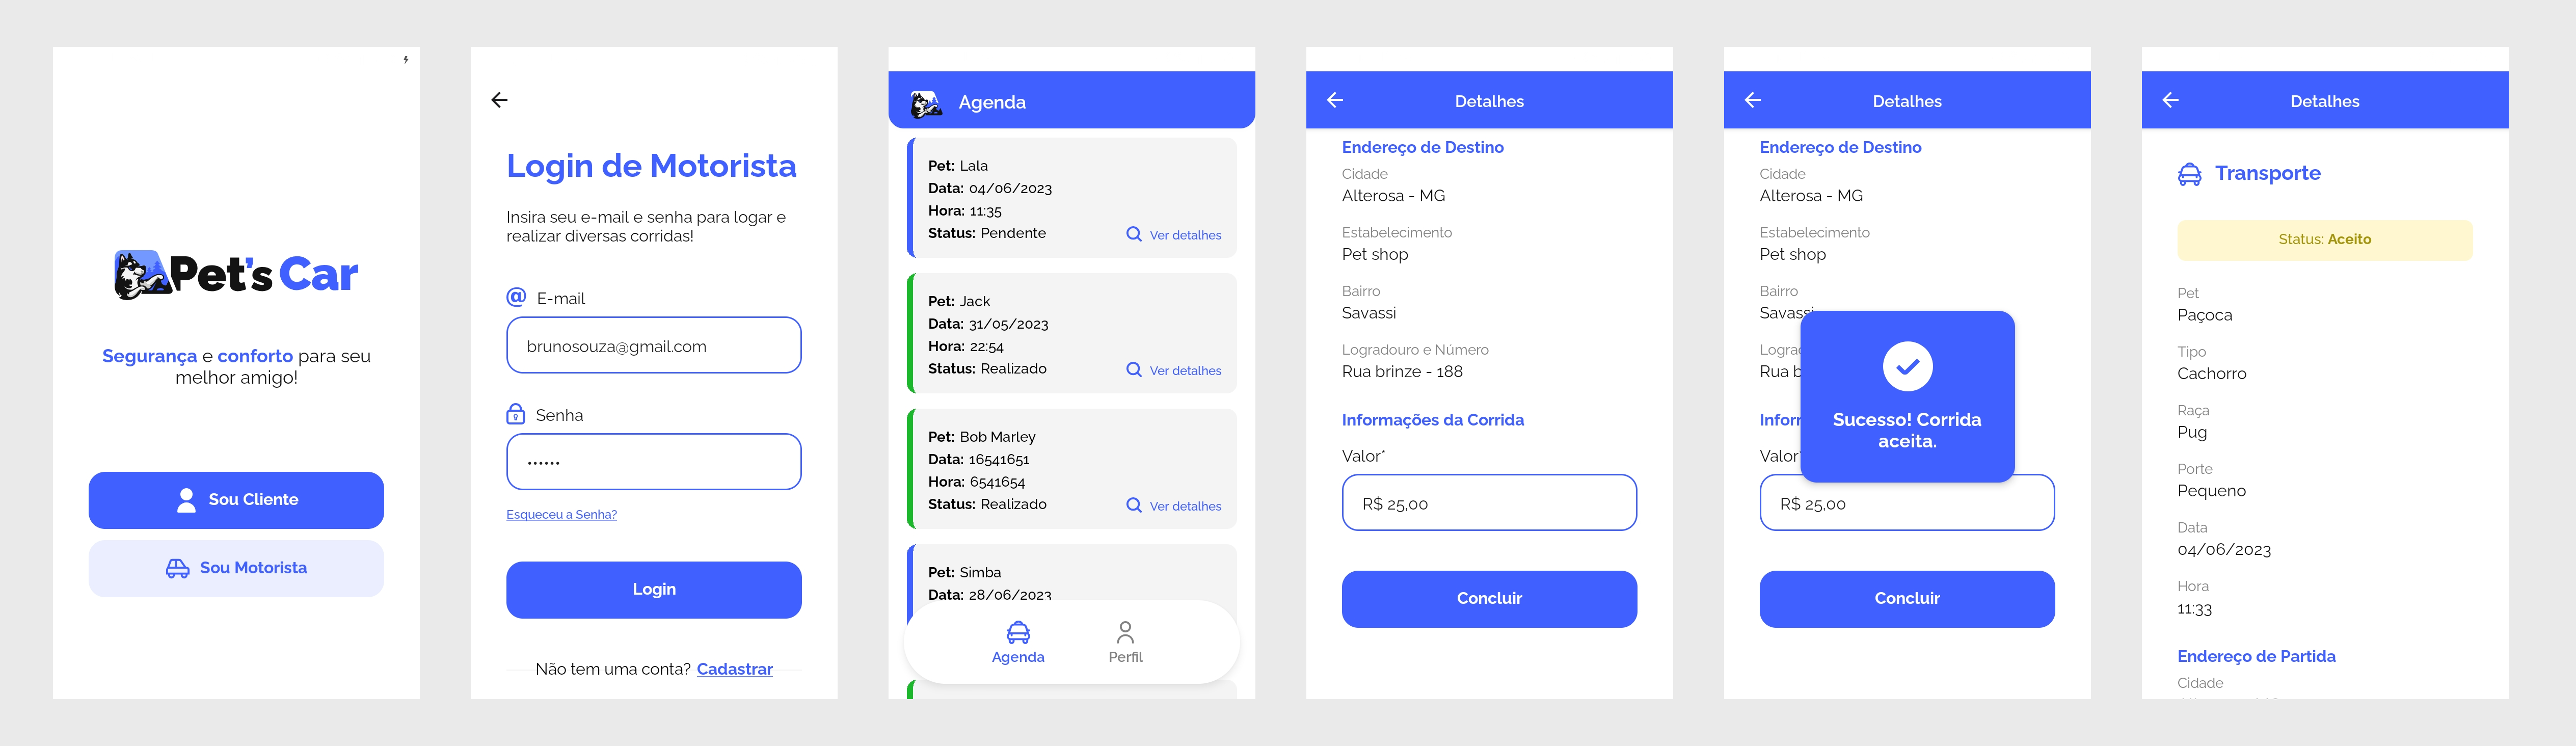 Pet's Car
Segurança e conforto para seu
melhor amigo!
Sou Cliente
Sou Motorista
Login de Motorista
Insira seu e-mail e senha para logar e
realizar diversas corridas!
@ E-mail
brunosouza@gmail.com
Senha
••••••
Esqueceu a Senha?
Login
Não tem uma conta? Cadastrar
Agenda
Pet: Lala
Data: 04/06/2023
Hora: 11:35
Status: Pendente
Ver detalhes
Pet: Jack
Data: 31/05/2023
Hora: 22:54
Status: Realizado
Ver detalhes
Pet: Bob Marley
Data: 16541651
Hora: 6541654
Status: Realizado
Ver detalhes
Pet: Simba
Data: 28/06/2023
Agenda
Perfil
Detalhes
Endereço de Destino
Cidade
Alterosa - MG
Estabelecimento
Pet shop
Bairro
Savassi
Logradouro e Número
Rua brinze - 188
Informações da Corrida
Valor*
R$ 25,00
Concluir
Detalhes
Endereço de Destino
Cidade
Alterosa - MG
Estabelecimento
Pet shop
Bairro
Savassi
Lograd
Rua b
Infor
Valor*
Sucesso! Corrida
aceita.
R$ 25,00
Concluir
Detalhes
Transporte
Status: Aceito
Pet
Paçoca
Tipo
Cachorro
Raça
Pug
Porte
Pequeno
Data
04/06/2023
Hora
11:33
Endereço de Partida
Cidade